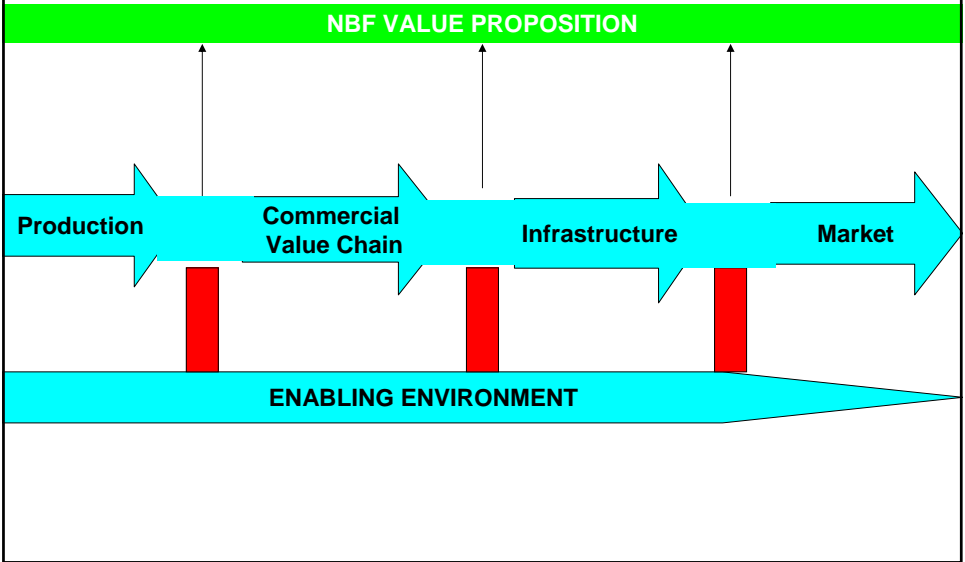 NBF VALUE PROPOSITION
Production
Commercial
Value Chain
Infrastructure
Market
ENABLING ENVIRONMENT